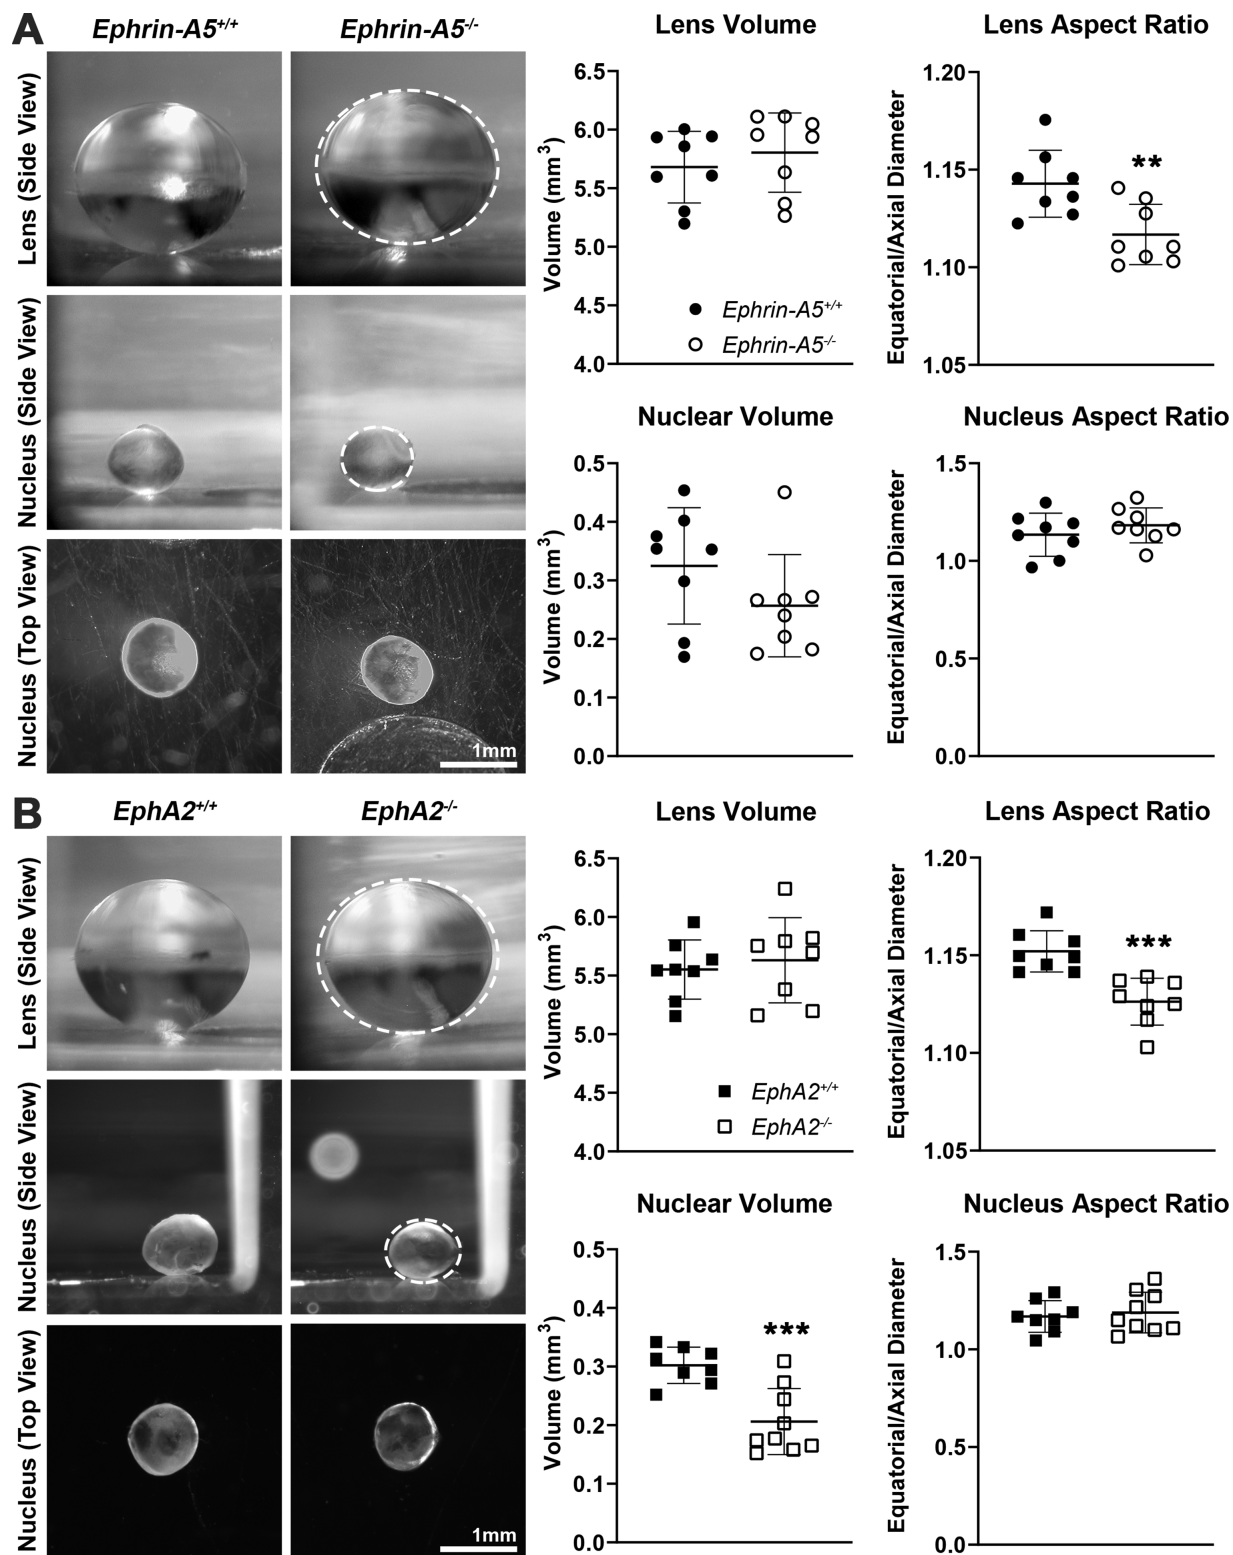 A
Ephrin-A5+/+
Ephrin-A5-/-
Lens (Side View)
Nucleus (Side View)
Nucleus (Top View)
1mm
Lens Volume
Volume (mm3)
6.5
6.0
5.5
5.0
4.5
4.0
Ephrin-A5+/+
Ephrin-A5-/-
Lens Aspect Ratio
Equatorial/Axial Diameter
1.20
1.15
1.10
1.05
**
Nuclear Volume
Volume (mm3)
0.5
0.4
0.3
0.2
0.1
0.0
Nucleus Aspect Ratio
Equatorial/Axial Diameter
1.5
1.0
0.5
0.0
B
EphA2+/+
EphA2-/-
Lens (Side View)
Nucleus (Side View)
Nucleus (Top View)
1mm
Lens Volume
Volume (mm3)
6.5
6.0
5.5
5.0
4.5
4.0
EphA2+/+
EphA2-/-
Lens Aspect Ratio
Equatorial/Axial Diameter
1.20
1.15
1.10
1.05
***
Nuclear Volume
Volume (mm3)
0.5
0.4
0.3
0.2
0.1
0.0
***
Nucleus Aspect Ratio
Equatorial/Axial Diameter
1.5
1.0
0.5
0.0